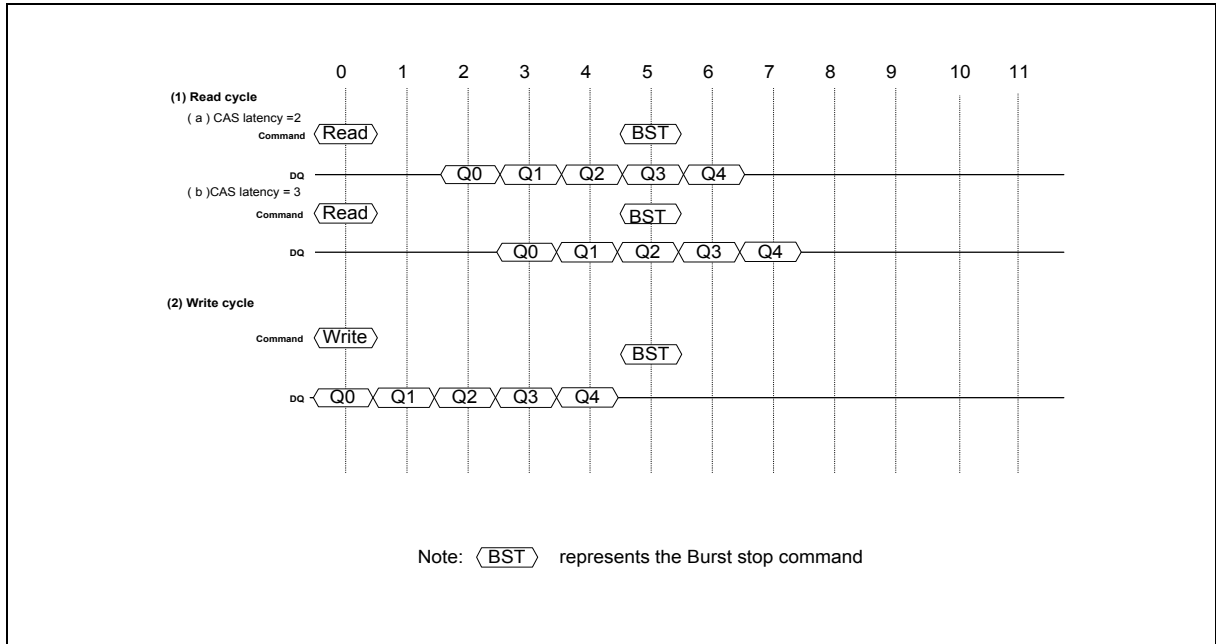 0 1 2 3 4 5 6 7 8 9 10 11
(1) Read cycle
( a ) CAS latency =2
Command Read BST
DQ Q0 Q1 Q2 Q3 Q4
( b )CAS latency = 3
Command Read BST
DQ Q0 Q1 Q2 Q3 Q4
(2) Write cycle
Command Write BST
DQ Q0 Q1 Q2 Q3 Q4
Note: BST represents the Burst stop command